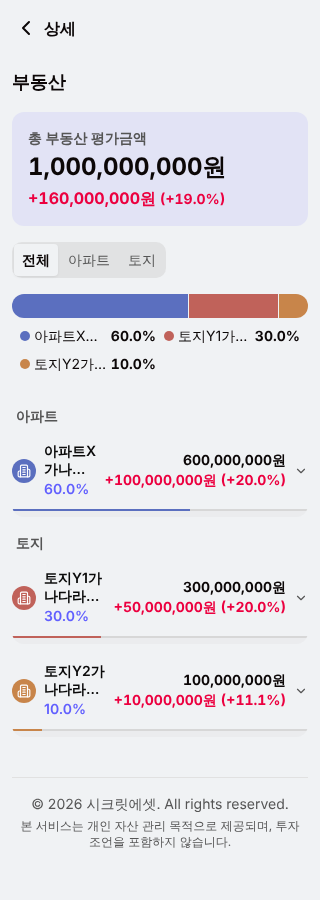 상세
부동산
총 부동산 평가금액
1,000,000,000원
+160,000,000원 (+19.0%)
전체 아파트 토지
아파트X... 60.0% 토지Y1가... 30.0%
토지Y2가... 10.0%
아파트
아파트X
가나...
60.0%
600,000,000원
+100,000,000원 (+20.0%)
토지
토지Y1가
나다라...
30.0%
300,000,000원
+50,000,000원 (+20.0%)
토지Y2가
나다라...
10.0%
100,000,000원
+10,000,000원 (+11.1%)
© 2026 시크릿에셋. All rights reserved.
본 서비스는 개인 자산 관리 목적으로 제공되며, 투자
조언을 포함하지 않습니다.